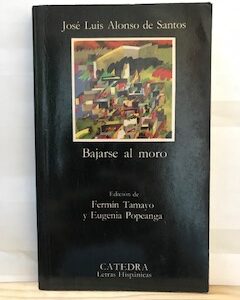 José Luis Alonso de Santos
Bajarse al moro
Edición de
Fermín Tamayo
y Eugenia Popeanga
CATEDRA
Letras Hispánicas